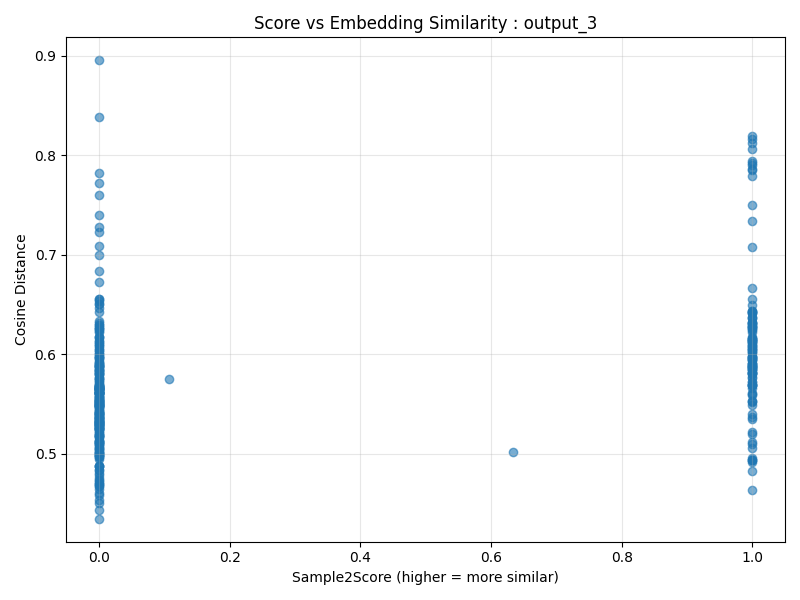 Score vs Embedding Similarity : output_3
Cosine Distance
0.9
0.8
0.7
0.6
0.5
0.0 0.2 0.4 0.6 0.8 1.0
Sample2Score (higher = more similar)